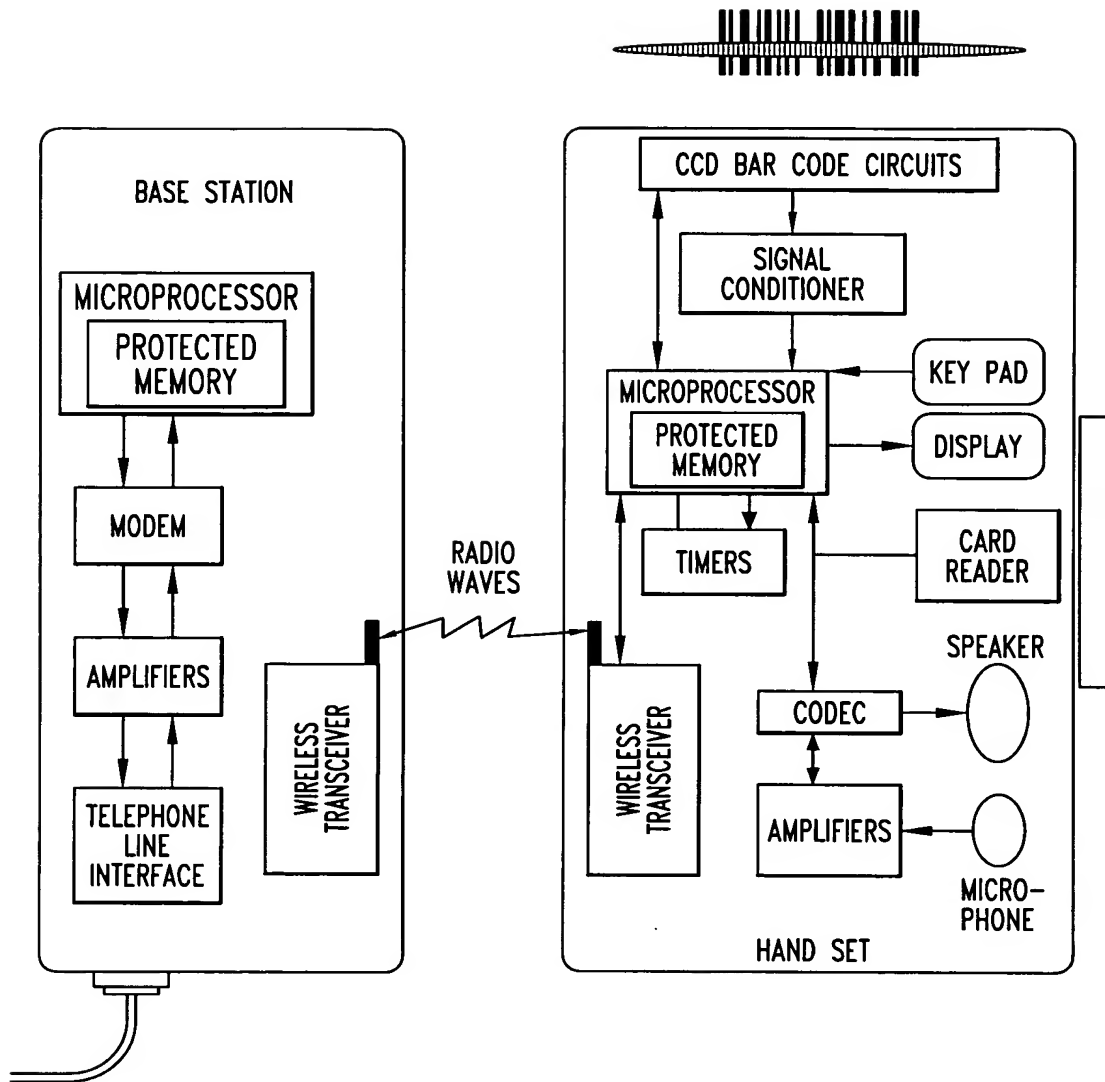 BASE STATION
MICROPROCESSOR
PROTECTED
MEMORY
MODEM
AMPLIFIERS
TELEPHONE
LINE
INTERFACE
WIRELESS
TRANSCEIVER
RADIO
WAVES
CCD BAR CODE CIRCUITS
SIGNAL
CONDITIONER
MICROPROCESSOR
PROTECTED
MEMORY
KEY PAD
DISPLAY
TIMERS
CARD
READER
SPEAKER
CODEC
WIRELESS
TRANSCEIVER
AMPLIFIERS
MICRO-
PHONE
HAND SET